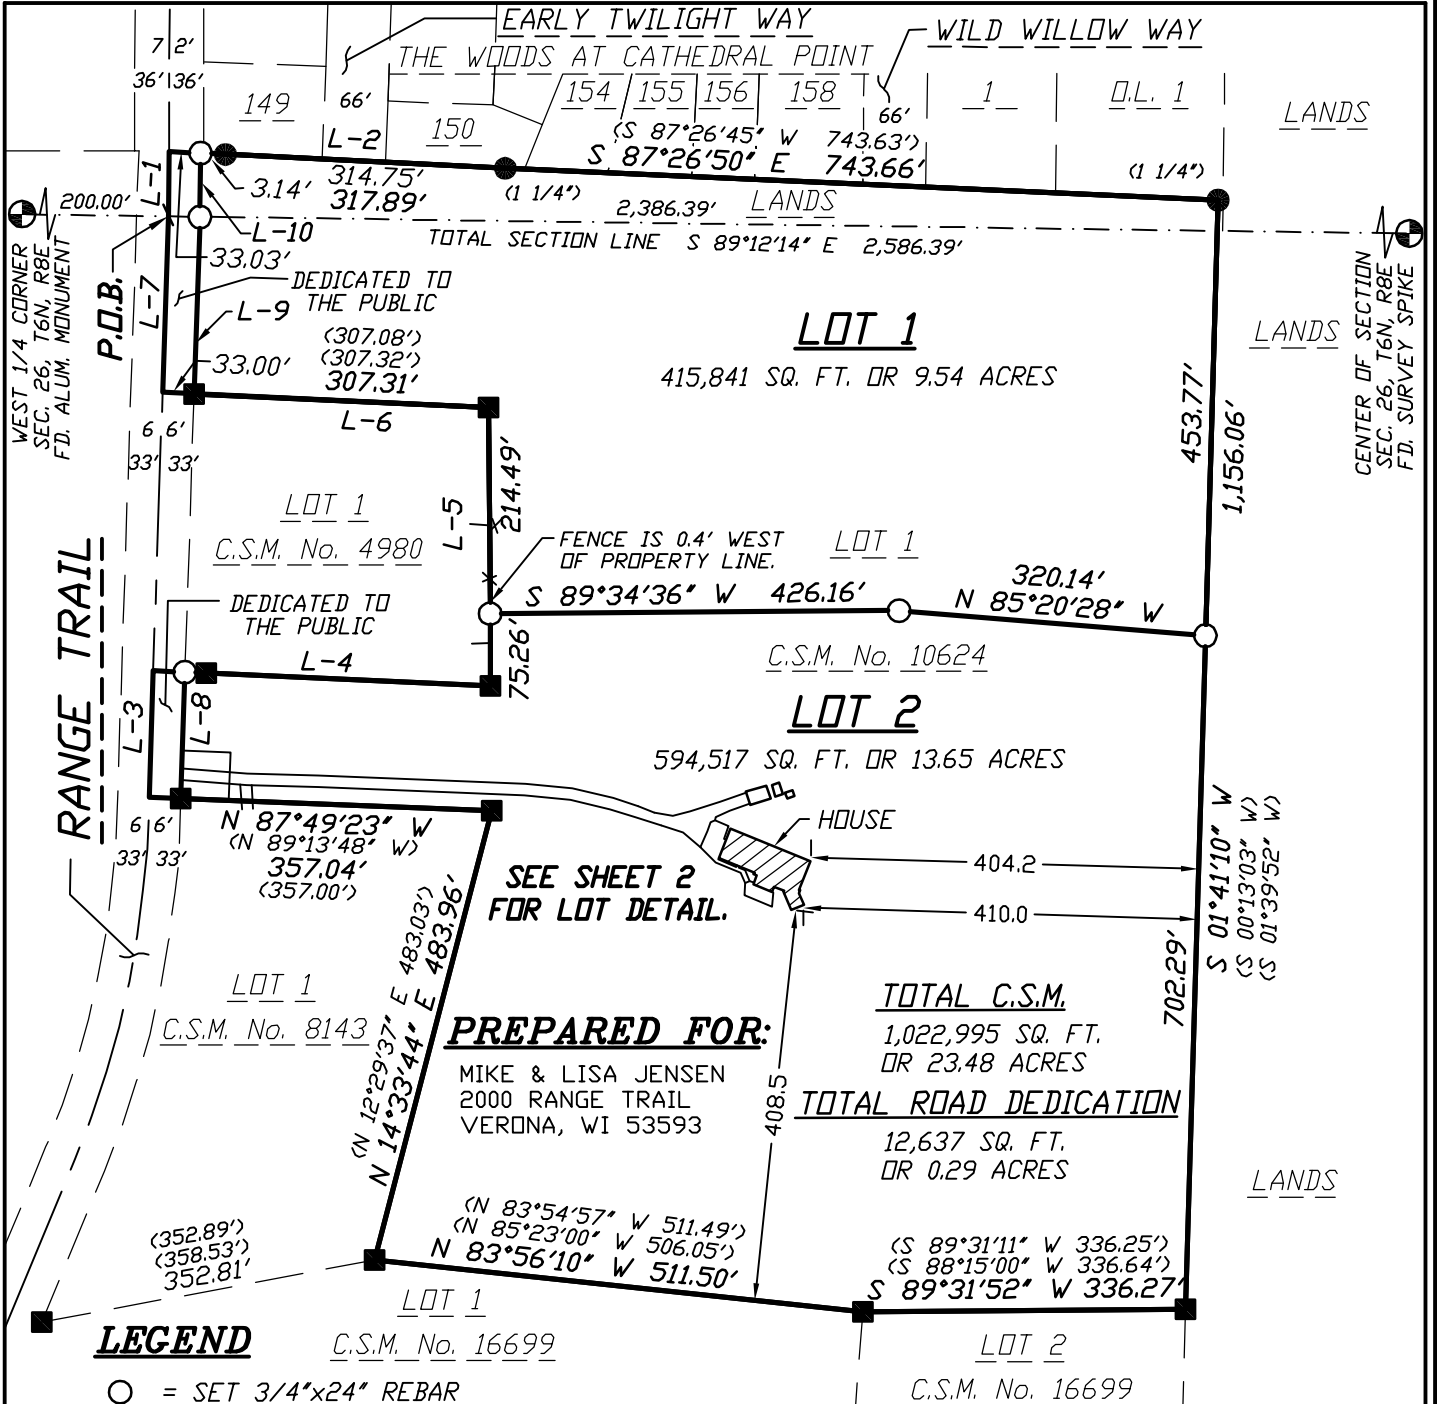 EARLY TWILIGHT WAY
WILD WILLOW WAY
THE WOODS AT CATHEDRAL POINT
7 2'
36' 36'
149
66'
150
154
155
156
158
66'
1
O.L. 1
LANDS
L-2
(S 87°26'45" W 743.63')
S 87°26'50" E 743.66'
314.75'
317.89'
3.14'
(1 1/4")
(1 1/4")
LANDS
L-1
200.00'
2,386.39'
TOTAL SECTION LINE S 89°12'14" E 2,586.39'
L-10
33.03'
WEST 1/4 CORNER
SEC. 26, T6N, R8E
FD. ALUM. MONUMENT
P.O.B.
L-7
DEDICATED TO
THE PUBLIC
L-9
(307.08')
(307.32')
307.31'
33.00'
L-6
LOT 1
415,841 SQ. FT. OR 9.54 ACRES
LANDS
CENTER OF SECTION
SEC. 26, T6N, R8E
FD. SURVEY SPIKE
453.77'
1,156.06'
6 6'
33' 33'
LOT 1
C.S.M. No. 4980
L-5
214.49'
FENCE IS 0.4' WEST
OF PROPERTY LINE.
LOT 1
S 89°34'36" W 426.16'
320.14'
N 85°20'28" W
DEDICATED TO
THE PUBLIC
RANGE TRAIL
L-4
75.26'
C.S.M. No. 10624
L-3
L-8
LOT 2
594,517 SQ. FT. OR 13.65 ACRES
6 6'
33' 33'
N 87°49'23" W
(N 89°13'48" W)
357.04'
(357.00')
HOUSE
404.2
410.0
S 01°41'10" W
(S 00°13'03" W)
(S 01°39'52" W)
SEE SHEET 2
FOR LOT DETAIL.
(N 12°29'37" E 483.03')
N 14°33'44" E 483.96'
702.29'
LOT 1
C.S.M. No. 8143
PREPARED FOR:
MIKE & LISA JENSEN
2000 RANGE TRAIL
VERONA, WI 53593
408.5
TOTAL C.S.M.
1,022,995 SQ. FT.
OR 23.48 ACRES
TOTAL ROAD DEDICATION
12,637 SQ. FT.
OR 0.29 ACRES
LANDS
(352.89')
(358.53')
352.81'
(N 83°54'57" W 511.49')
(N 85°23'00" W 506.05')
N 83°56'10" W 511.50'
(S 89°31'11" W 336.25')
(S 88°15'00" W 336.64')
S 89°31'52" W 336.27'
LOT 1
C.S.M. No. 16699
LOT 2
C.S.M. No. 16699
LEGEND
= SET 3/4"x24" REBAR